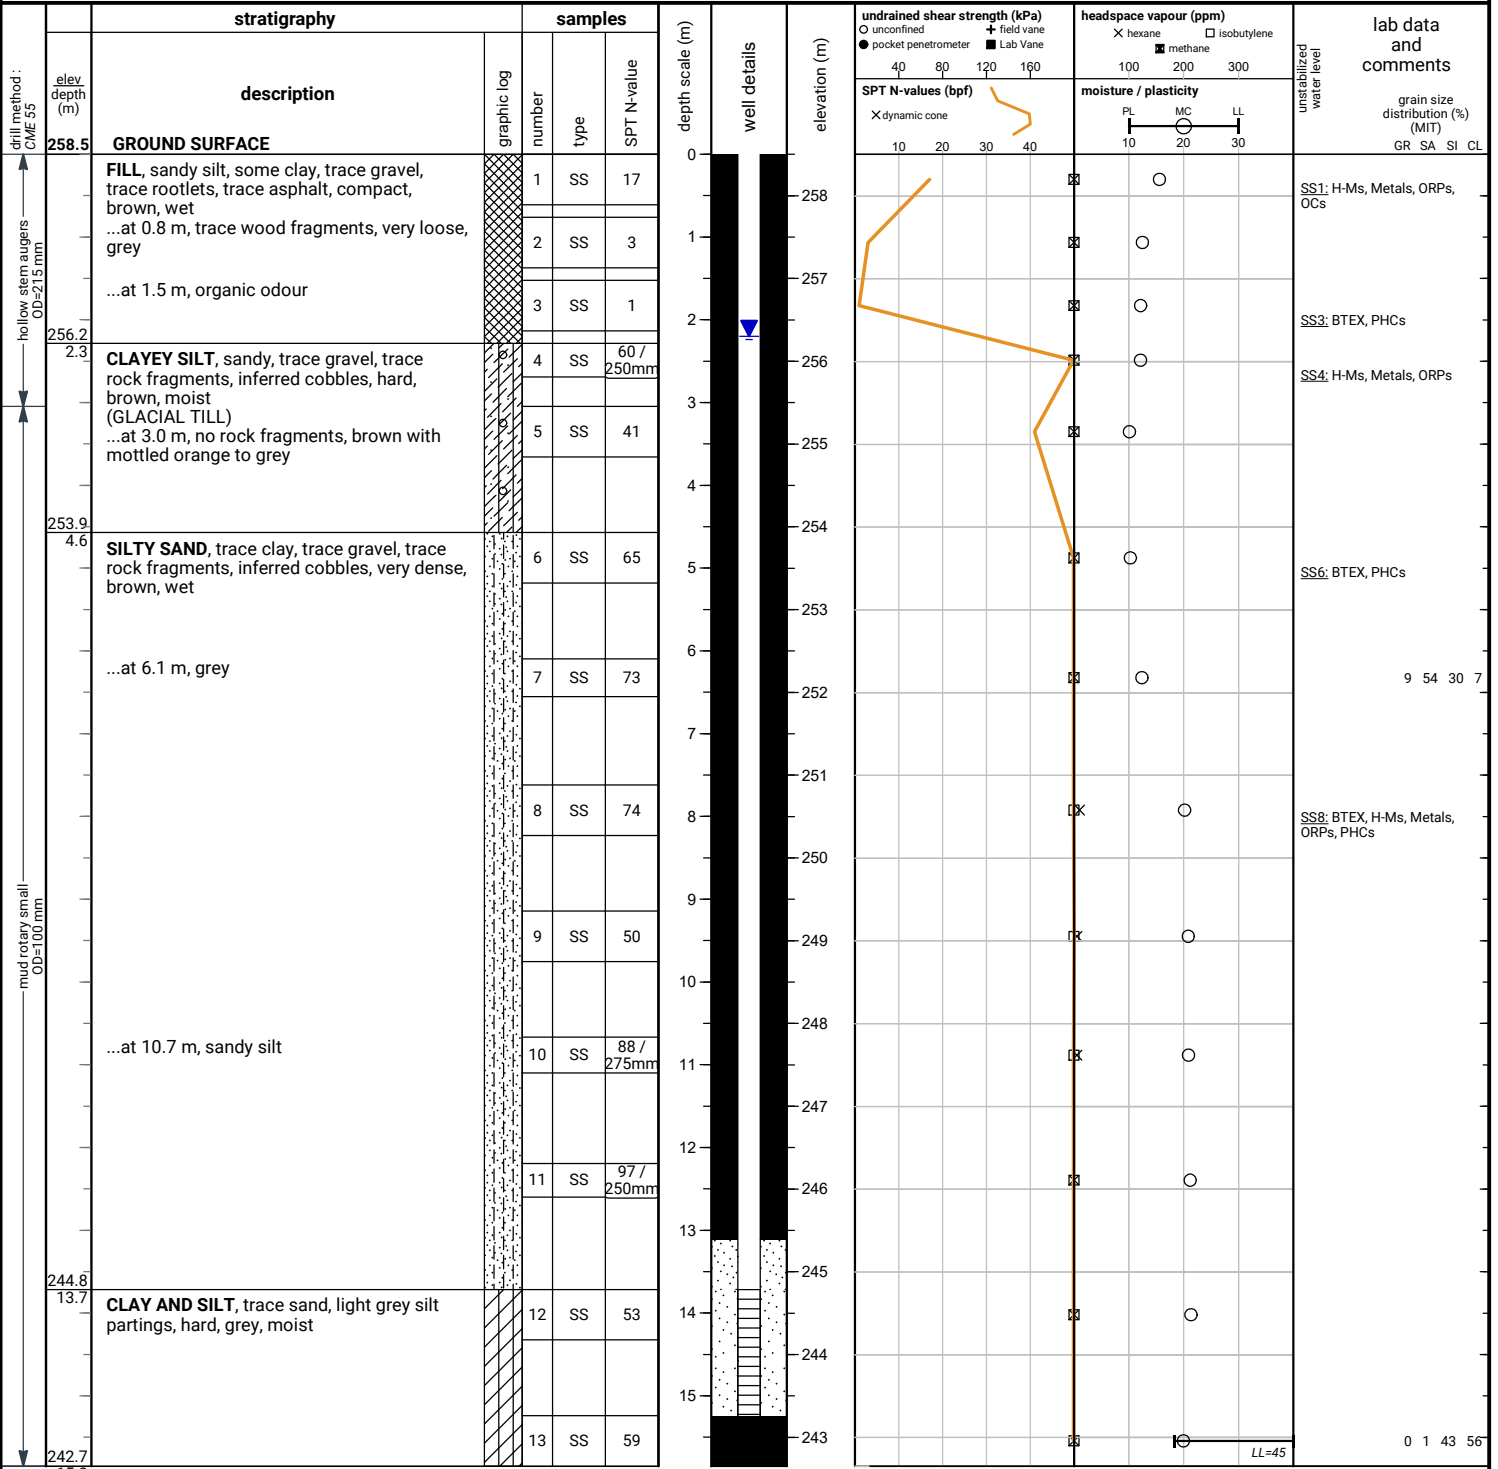 stratigraphy
samples
drill method :
CME 55
elev
depth
(m)
description
graphic log
number
type
SPT N-value
depth scale (m)
well details
elevation (m)
undrained shear strength (kPa)
unconfined
field vane
pocket penetrometer
Lab Vane
40 80 120 160
SPT N-values (bpf)
dynamic cone
10 20 30 40
headspace vapour (ppm)
hexane
isobutylene
methane
100 200 300
moisture / plasticity
PL MC LL
10 20 30
unstabilized
water level
lab data
and
comments
grain size
distribution (%)
(MIT)
GR SA SI CL
258.5 GROUND SURFACE
hollow stem augers
OD=215 mm
mud rotary small
OD=100 mm
FILL, sandy silt, some clay, trace gravel,
trace rootlets, trace asphalt, compact,
brown, wet
...at 0.8 m, trace wood fragments, very loose,
grey
...at 1.5 m, organic odour
256.2
2.3
CLAYEY SILT, sandy, trace gravel, trace
rock fragments, inferred cobbles, hard,
brown, moist
(GLACIAL TILL)
...at 3.0 m, no rock fragments, brown with
mottled orange to grey
253.9
4.6
SILTY SAND, trace clay, trace gravel, trace
rock fragments, inferred cobbles, very dense,
brown, wet
...at 6.1 m, grey
...at 10.7 m, sandy silt
244.8
13.7
CLAY AND SILT, trace sand, light grey silt
partings, hard, grey, moist
242.7
1 SS 17
2 SS 3
3 SS 1
4 SS 60 /
250mm
5 SS 41
6 SS 65
7 SS 73
8 SS 74
9 SS 50
10 SS 88 /
275mm
11 SS 97 /
250mm
12 SS 53
13 SS 59
0
1
2
3
4
5
6
7
8
9
10
11
12
13
14
15
258
257
256
255
254
253
252
251
250
249
248
247
246
245
244
243
LL=45
SS1: H-Ms, Metals, ORPs,
OCs
SS3: BTEX, PHCs
SS4: H-Ms, Metals, ORPs
SS6: BTEX, PHCs
9 54 30 7
SS8: BTEX, H-Ms, Metals,
ORPs, PHCs
0 1 43 56